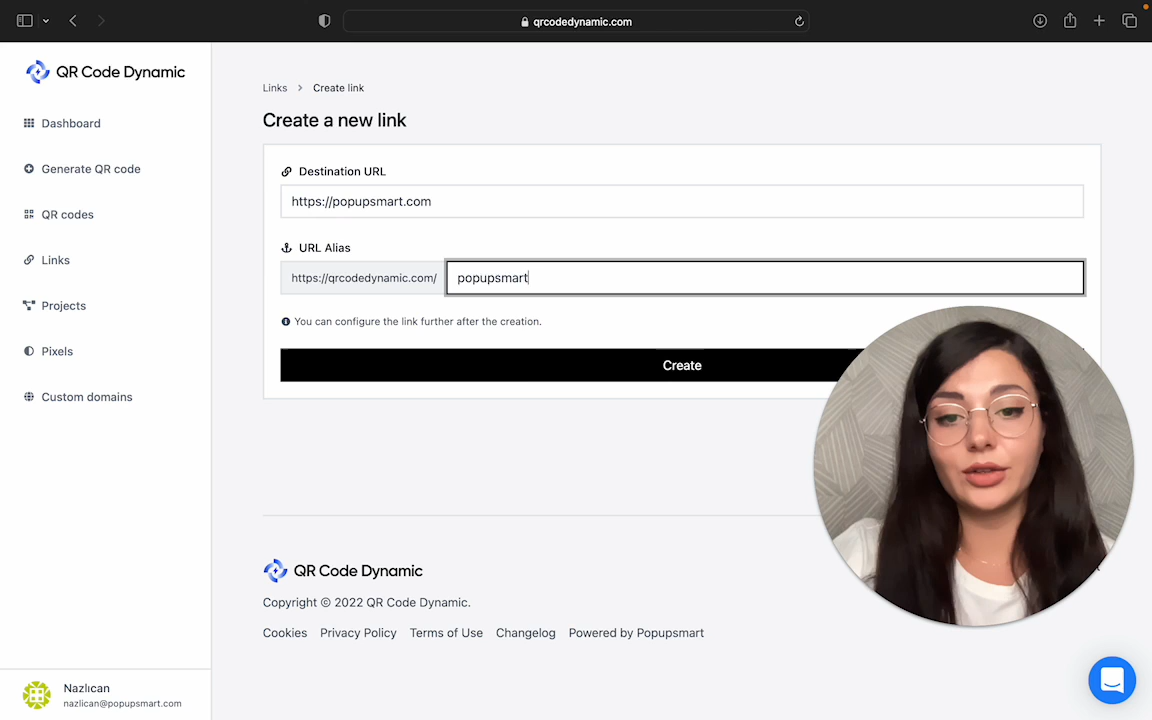 qrcodedynamic.com
QR Code Dynamic
Dashboard
Generate QR code
QR codes
Links
Projects
Pixels
Custom domains
Nazlıcan
nazlican@popupsmart.com
Links > Create link
Create a new link
Destination URL
https://popupsmart.com
URL Alias
https://qrcodedynamic.com/ popupsmart
You can configure the link further after the creation.
Create
QR Code Dynamic
Copyright © 2022 QR Code Dynamic.
Cookies Privacy Policy Terms of Use Changelog Powered by Popupsmart